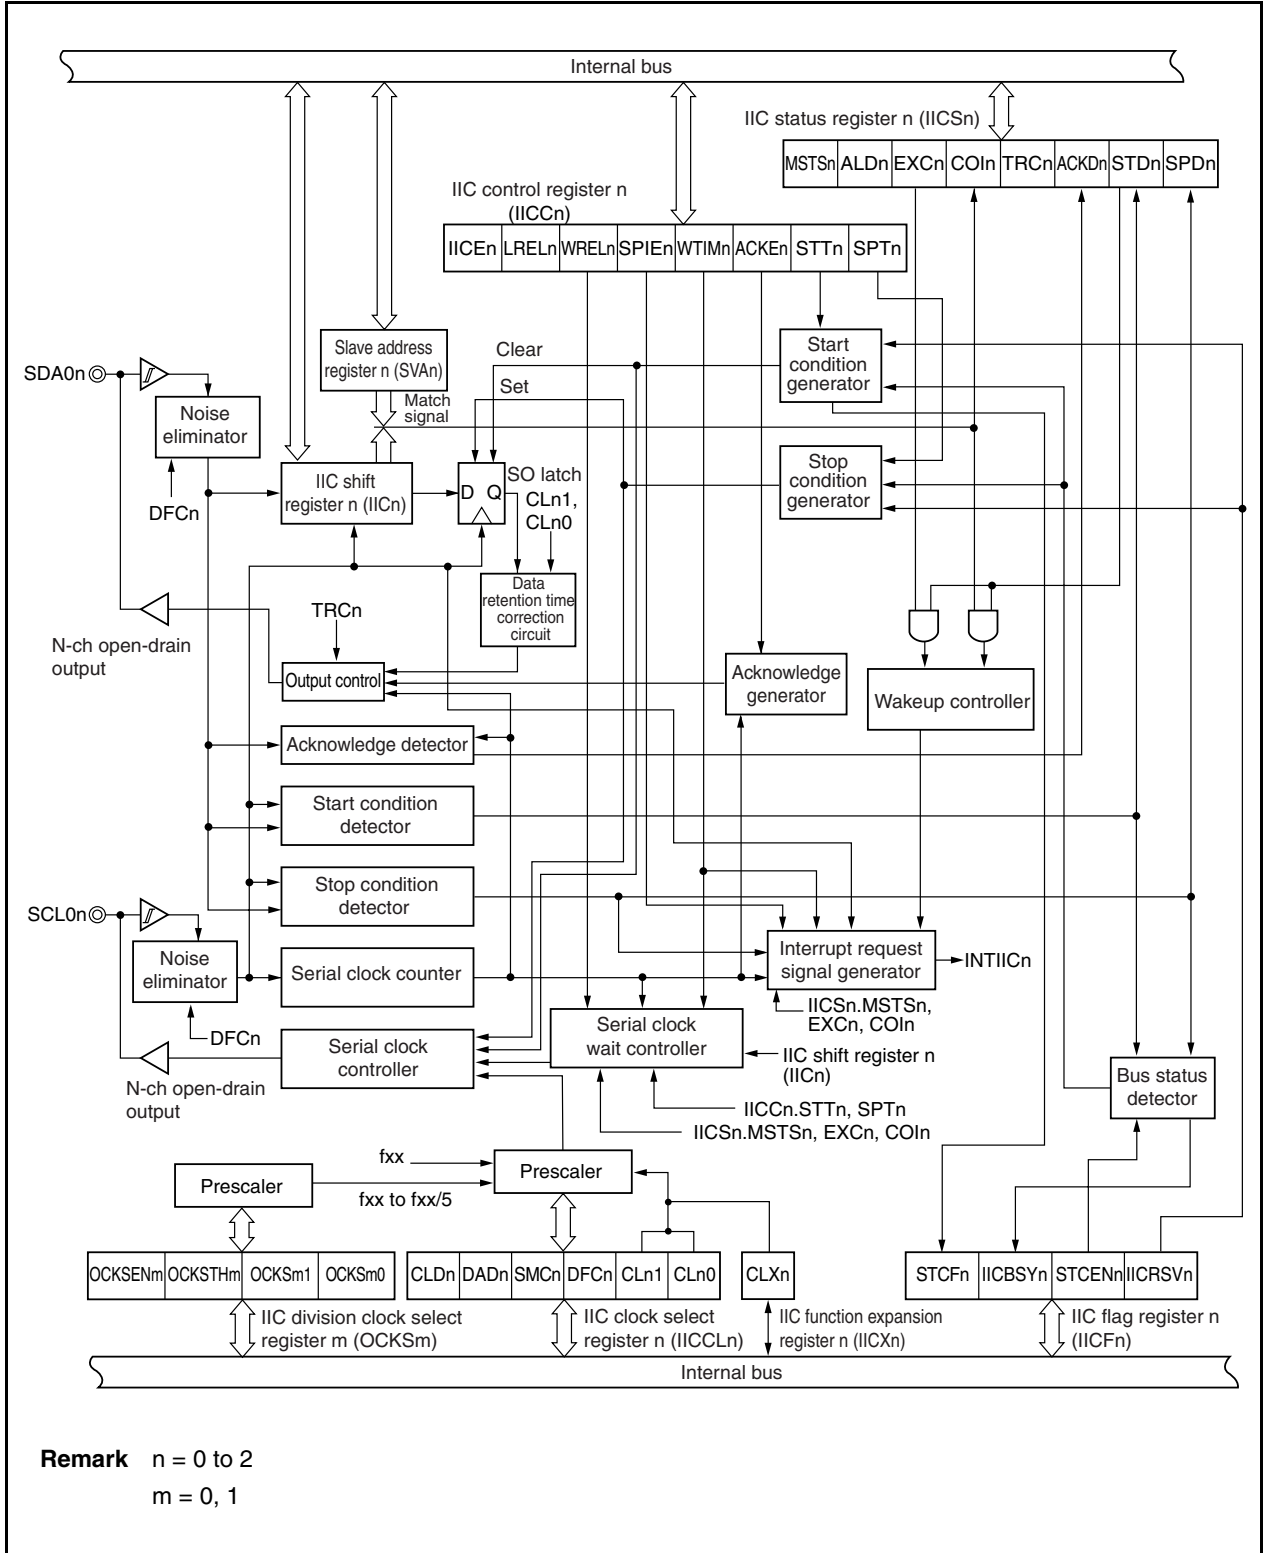 Internal bus
IIC status register n (IICSn)
MSTSn ALDn EXCn COIn TRCn ACKDn STDn SPDn
IIC control register n
(IICCn)
IICEn LRELn WRELn SPIEn WTIMn ACKEn STTn SPTn
Slave address
register n (SVAn)
Clear
Start
condition
generator
SDA0n
Set
Match
signal
Noise
eliminator
Stop
condition
generator
IIC shift
register n (IICn)
D Q
SO latch
CLn1,
CLn0
DFCn
Data
retention time
correction
circuit
TRCn
N-ch open-drain
output
Output control
Acknowledge
generator
Wakeup controller
Acknowledge detector
Start condition
detector
Stop condition
detector
SCL0n
Noise
eliminator
Serial clock counter
Interrupt request
signal generator
INTIICn
IICSn.MSTSn,
EXCn, COIn
DFCn
Serial clock
controller
Serial clock
wait controller
IIC shift register n
(IICn)
N-ch open-drain
output
Bus status
detector
IICCn.STTn, SPTn
IICSn.MSTSn, EXCn, COIn
fxx
Prescaler
Prescaler
fxx to fxx/5
OCKSENm OCKSTHm OCKSm1 OCKSm0
CLDn DADn SMCn DFCn CLn1 CLn0
CLXn
STCFn IICBSYn STCENn IICRSVn
IIC division clock select
register m (OCKSm)
IIC clock select
register n (IICCLn)
IIC function expansion
register n (IICXn)
IIC flag register n
(IICFn)
Internal bus
Remark n = 0 to 2
m = 0, 1